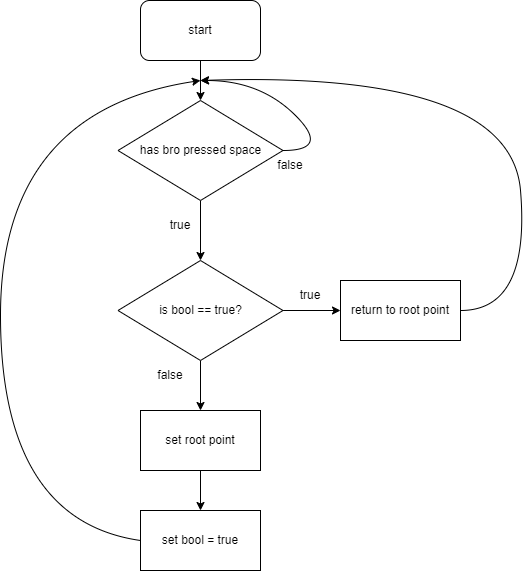 start
has bro pressed space
false
true
is bool == true?
true
return to root point
false
set root point
set bool = true